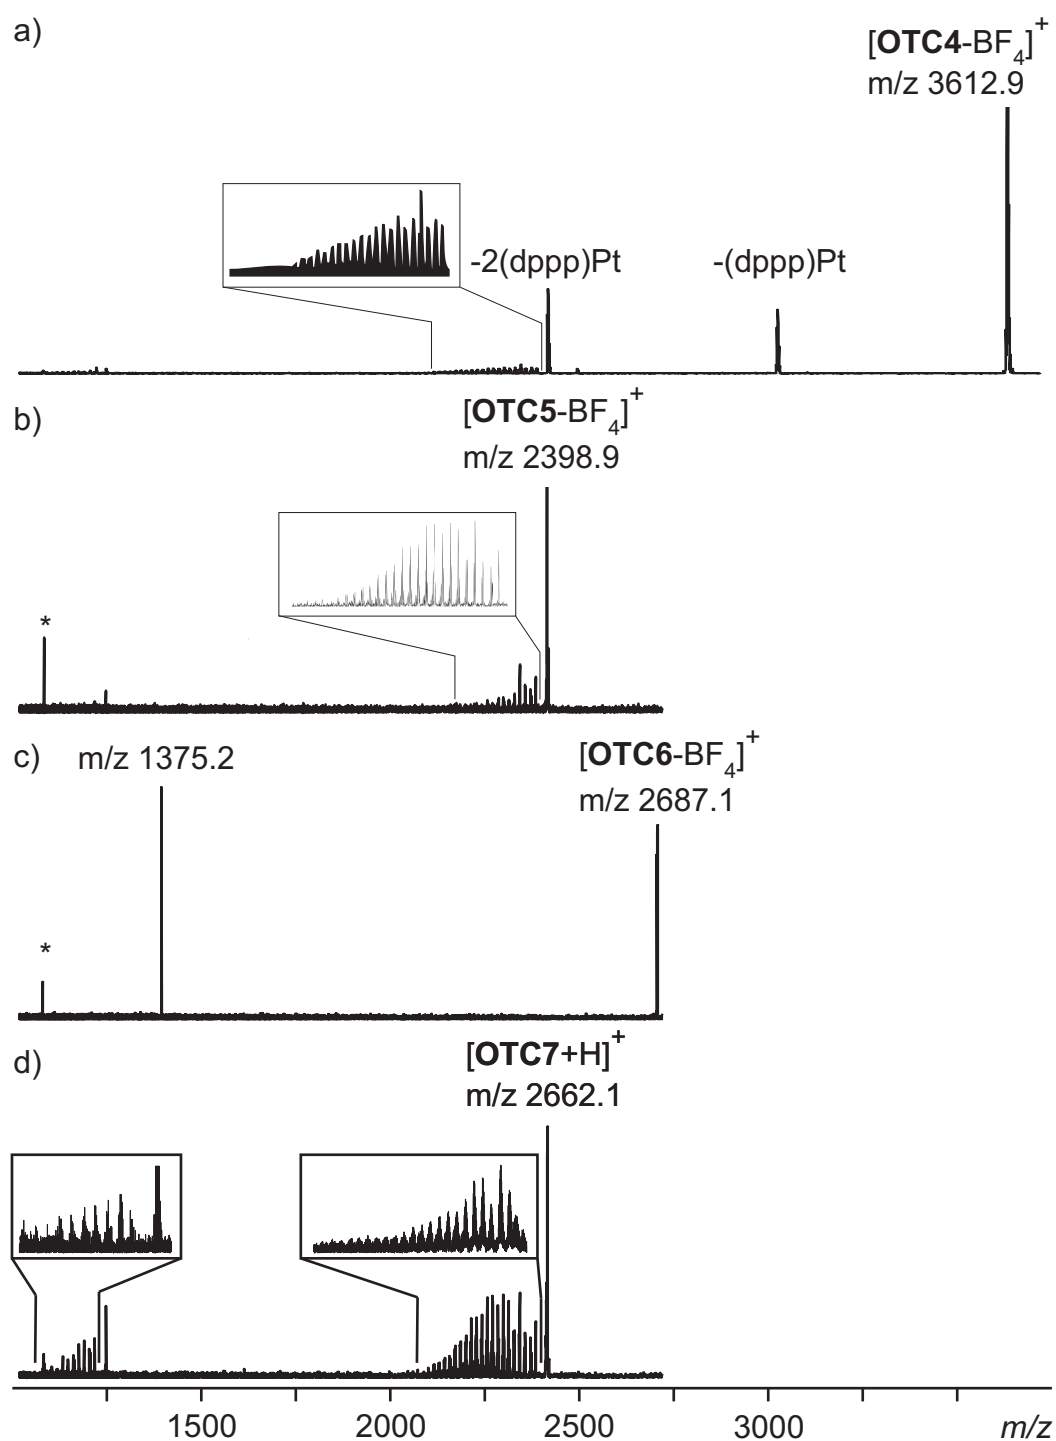 a)
[OTC4-BF4]+
m/z 3612.9
-2(dppp)Pt
-(dppp)Pt
b)
[OTC5-BF4]+
m/z 2398.9
*
c)
m/z 1375.2
[OTC6-BF4]+
m/z 2687.1
*
d)
[OTC7+H]+
m/z 2662.1
1500 2000 2500 3000 m/z